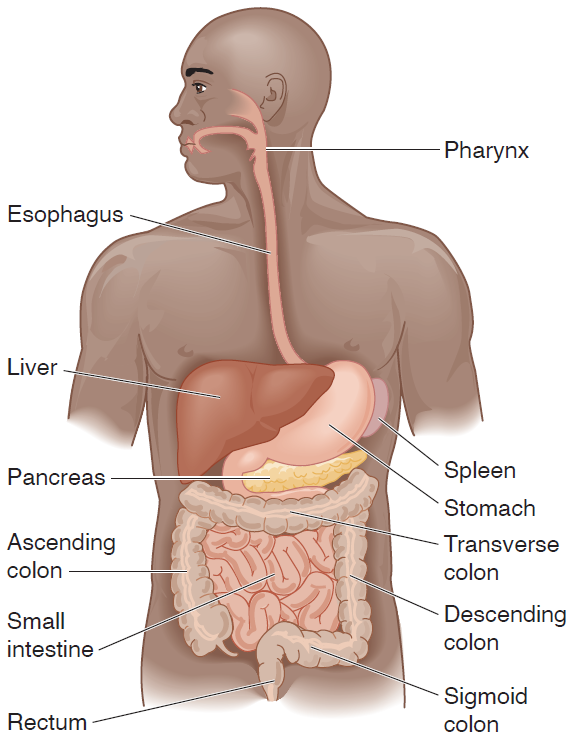 Pharynx
Esophagus
Liver
Pancreas
Spleen
Stomach
Ascending
colon
Transverse
colon
Small
intestine
Descending
colon
Rectum
Sigmoid
colon